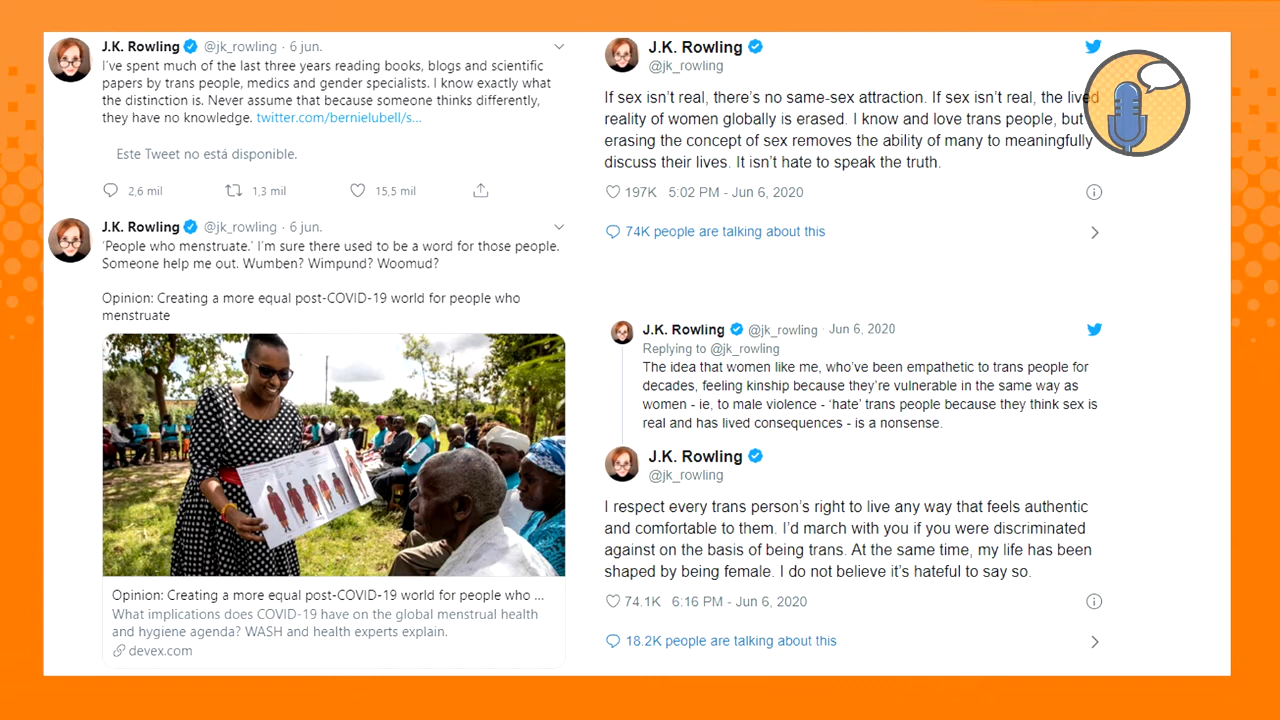 J.K. Rowling @jk_rowling · 6 jun.
I've spent much of the last three years reading books, blogs and scientific
papers by trans people, medics and gender specialists. I know exactly what
the distinction is. Never assume that because someone thinks differently,
they have no knowledge. twitter.com/bernielubell/s...
Este Tweet no está disponible.
2,6 mil 1,3 mil 15,5 mil
J.K. Rowling @jk_rowling · 6 jun.
'People who menstruate.' I'm sure there used to be a word for those people.
Someone help me out. Wumben? Wimpund? Woomud?
Opinion: Creating a more equal post-COVID-19 world for people who
menstruate
Opinion: Creating a more equal post-COVID-19 world for people who ...
What implications does COVID-19 have on the global menstrual health
and hygiene agenda? WASH and health experts explain.
devex.com
J.K. Rowling
@jk_rowling
If sex isn't real, there's no same-sex attraction. If sex isn't real, the lived
reality of women globally is erased. I know and love trans people, but
erasing the concept of sex removes the ability of many to meaningfully
discuss their lives. It isn't hate to speak the truth.
197K 5:02 PM - Jun 6, 2020
74K people are talking about this
J.K. Rowling @jk_rowling · Jun 6, 2020
Replying to @jk_rowling
The idea that women like me, who've been empathetic to trans people for
decades, feeling kinship because they're vulnerable in the same way as
women - ie, to male violence - 'hate' trans people because they think sex is
real and has lived consequences - is a nonsense.
J.K. Rowling
@jk_rowling
I respect every trans person's right to live any way that feels authentic
and comfortable to them. I'd march with you if you were discriminated
against on the basis of being trans. At the same time, my life has been
shaped by being female. I do not believe it's hateful to say so.
74.1K 6:16 PM - Jun 6, 2020
18.2K people are talking about this